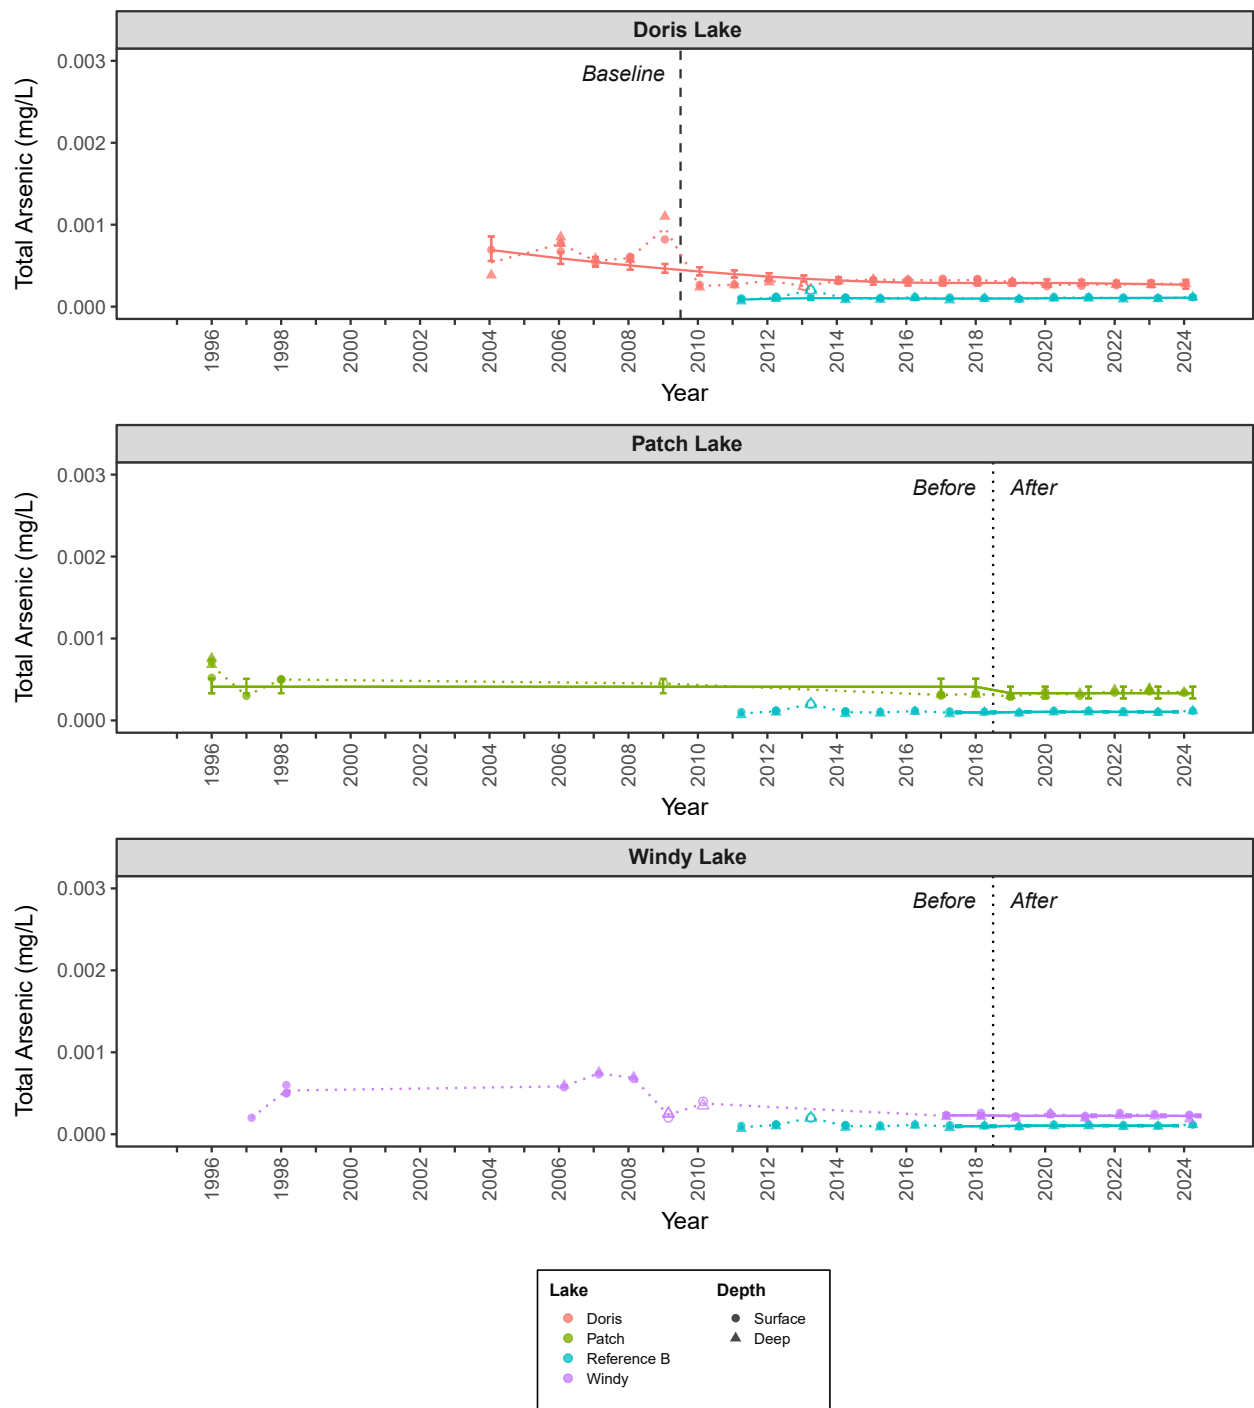 Doris Lake
Total Arsenic (mg/L)
0.003
0.002
0.001
0.000
Baseline
1996 1998 2000 2002 2004 2006 2008 2010 2012 2014 2016 2018 2020 2022 2024
Year
Patch Lake
Total Arsenic (mg/L)
0.003
0.002
0.001
0.000
Before After
1996 1998 2000 2002 2004 2006 2008 2010 2012 2014 2016 2018 2020 2022 2024
Year
Windy Lake
Total Arsenic (mg/L)
0.003
0.002
0.001
0.000
Before After
1996 1998 2000 2002 2004 2006 2008 2010 2012 2014 2016 2018 2020 2022 2024
Year
Lake
Doris
Patch
Reference B
Windy
Depth
Surface
Deep